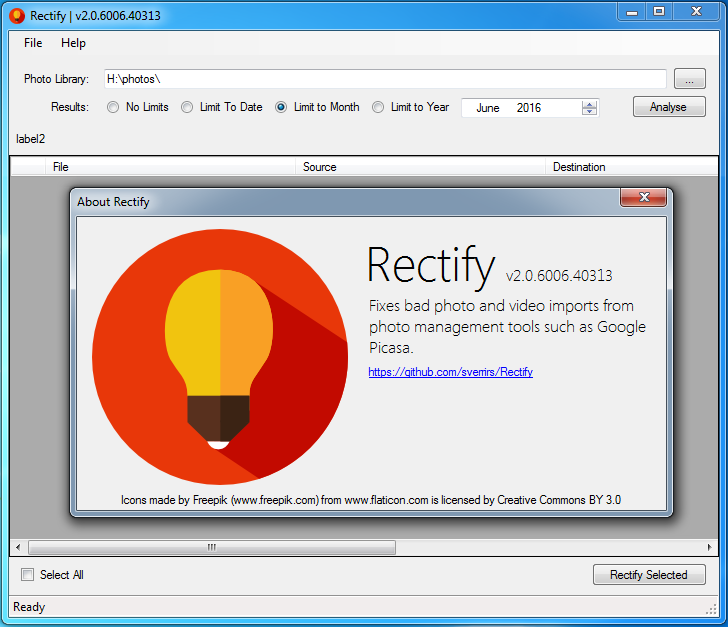 Rectify | v2.0.6006.40313
File Help
Photo Library: H:\photos\ ...
Results: No Limits Limit To Date Limit to Month Limit to Year June 2016 Analyse
label2
File Source Destination
About Rectify
Rectify v2.0.6006.40313
Fixes bad photo and video imports from
photo management tools such as Google
Picasa.
https://github.com/sverrirs/Rectify
Icons made by Freepik (www.freepik.com) from www.flaticon.com is licensed by Creative Commons BY 3.0
Select All Rectify Selected
Ready